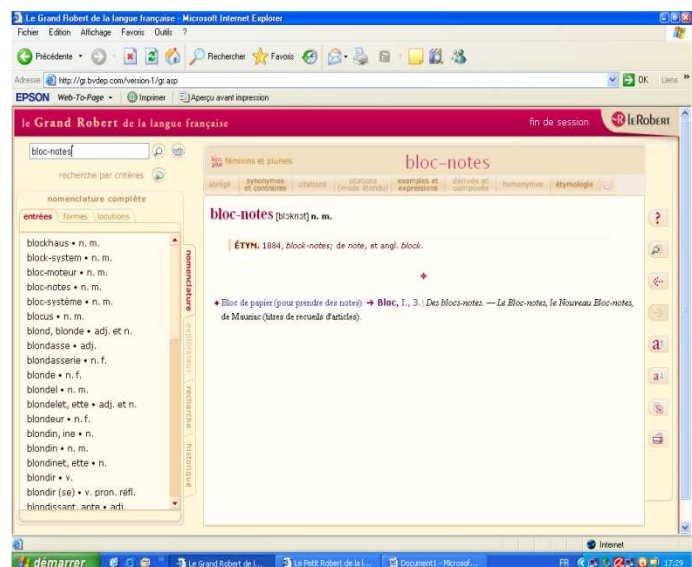 Le Grand Robert de la langue française - Microsoft Internet Explorer
Fichier Edition Affichage Favoris Outils ?
Précédente Rechercher Favoris
Adresse http://gr.bvdep.com/version-1/gr.asp OK Liens »
EPSON Web-To-Page Imprimer Aperçu avant impression
le Grand Robert de la langue française fin de session LE ROBERT
bloc-notes
recherche par critères
féminins et pluriels bloc-notes
abrégé synonymes et contraires citations citations (mode étendu) exemples et expressions dérivés et composés homonymes étymologie
nomenclature complète
entrées formes locutions
bloc-notes [blɔknɔt] n. m.
ÉTYM. 1884, block-notes; de note, et angl. block.
♦ Bloc de papier (pour prendre des notes). ➔ Bloc, I., 3. | Des blocs-notes. — Le Bloc-notes, le Nouveau Bloc-notes,
de Mauriac (titres de recueils d'articles).
blockhaus • n. m.
block-system • n. m.
bloc-moteur • n. m.
bloc-notes • n. m.
bloc-système • n. m.
blocus • n. m.
blond, blonde • adj. et n.
blondasse • adj.
blondasserie • n. f.
blonde • n. f.
blondel • n. m.
blondelet, ette • adj. et n.
blondeur • n. f.
blondin, ine • n.
blondin • n. m.
blondinet, ette • n.
blondir • v.
blondir (se) • v. pron. réfl.
blondissant, ante • adj.
nomenclature
explorateur
recherche
historique
?
a
a
Internet
démarrer Le Grand Robert de l... Le Petit Robert de la l... Document1 - Microsof... FR 17:29